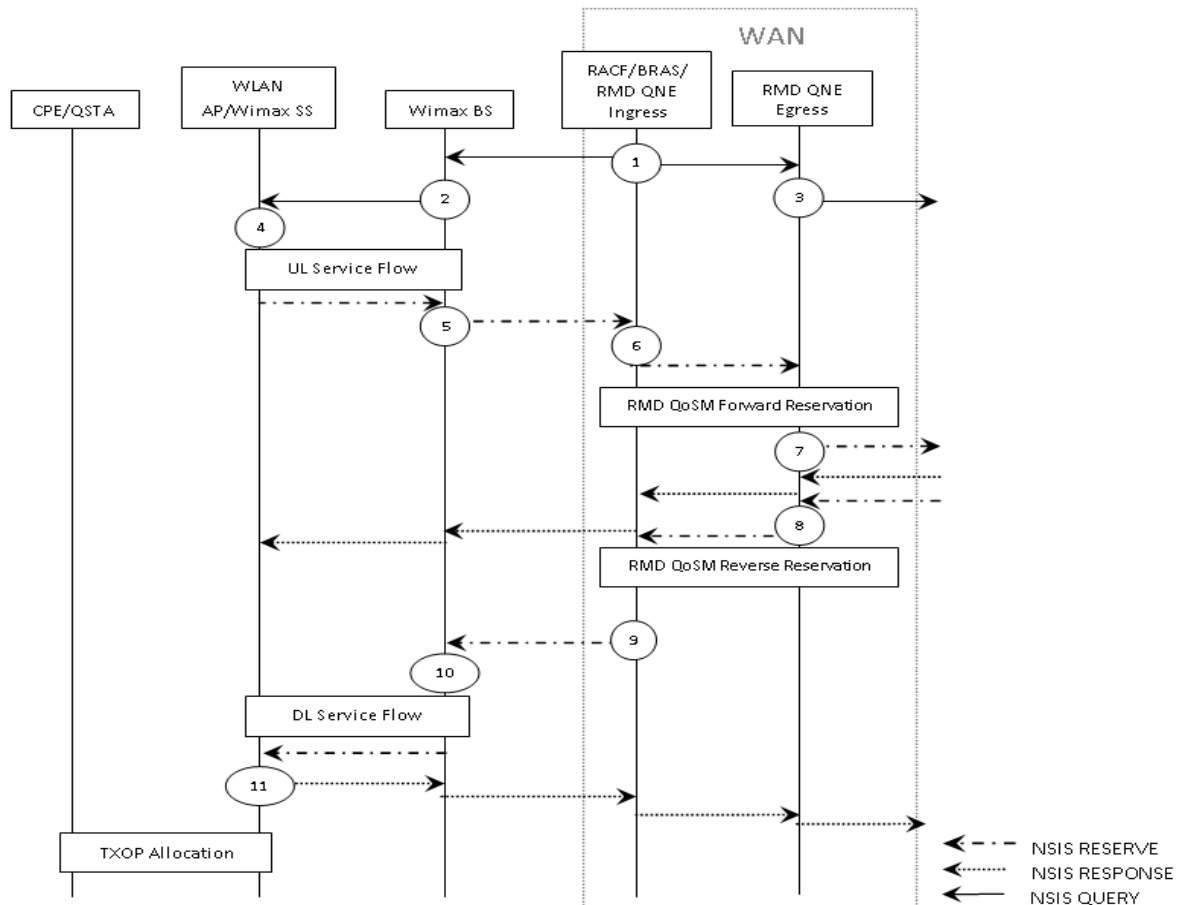 WAN
RACF/BRAS/
RMD QNE
Ingress
WLAN
AP/Wimax SS
RMD QNE
Egress
CPE/QSTA
Wimax BS
1
2
3
4
UL Service Flow
5
6
RMD QoSM Forward Reservation
7
8
RMD QoSM Reverse Reservation
9
10
DL Service Flow
11
TXOP Allocation
NSIS RESERVE
NSIS RESPONSE
NSIS QUERY